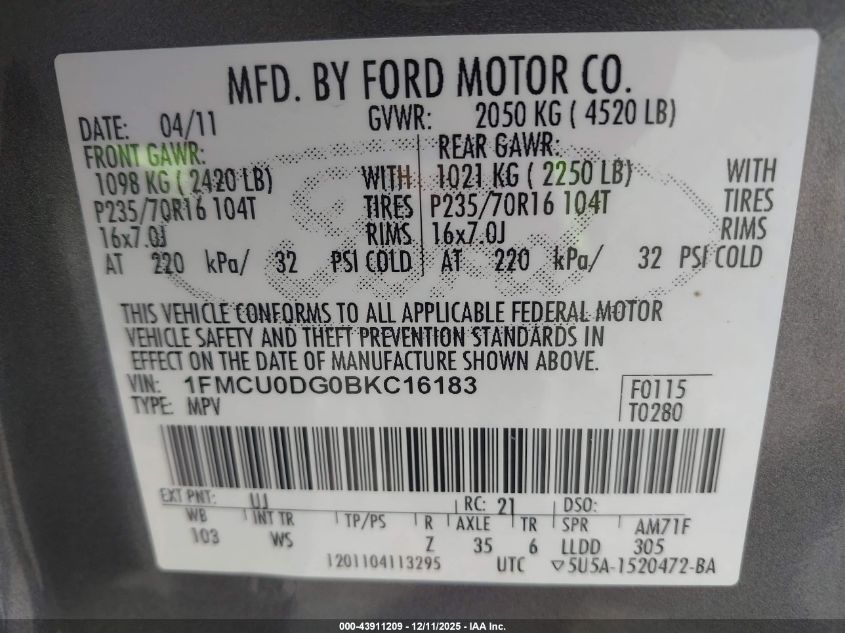 MFD. BY FORD MOTOR CO.
DATE: 04/11 GVWR: 2050 KG ( 4520 LB)
FRONT GAWR: REAR GAWR:
1098 KG ( 2420 LB) WITH 1021 KG ( 2250 LB) WITH
P235/70R16 104T TIRES P235/70R16 104T TIRES
16x7.0J RIMS 16x7.0J RIMS
AT 220 kPa/ 32 PSI COLD AT 220 kPa/ 32 PSI COLD
Ford
THIS VEHICLE CONFORMS TO ALL APPLICABLE FEDERAL MOTOR
VEHICLE SAFETY AND THEFT PREVENTION STANDARDS IN
EFFECT ON THE DATE OF MANUFACTURE SHOWN ABOVE.
VIN: 1FMCU0DG0BKC16183 F0115
TYPE: MPV T0280
EXT PNT: UJ RC: 21 DSO:
WB INT TR TP/PS R AXLE TR SPR AM71F
103 WS Z 35 6 LLDD 305
1201104113295 UTC ▽5U5A-1520472-BA
000-43911209 - 12/11/2025 - IAA Inc.